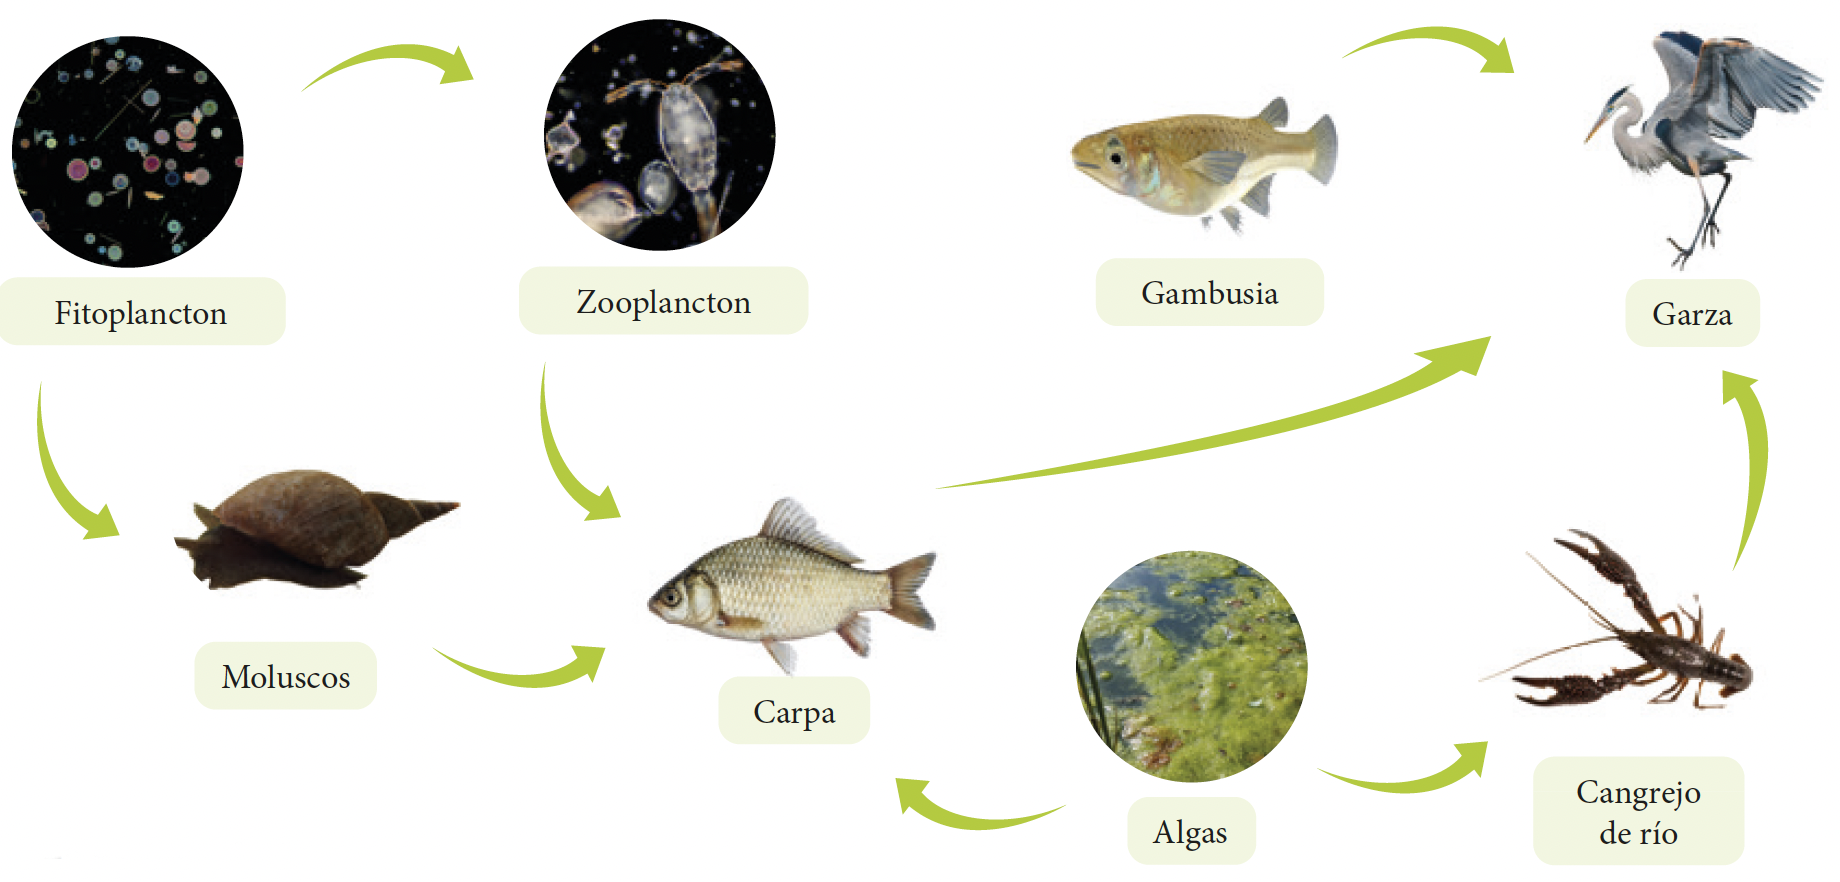 Fitoplancton
Zooplancton
Gambusia
Garza
Moluscos
Carpa
Algas
Cangrejo
de río